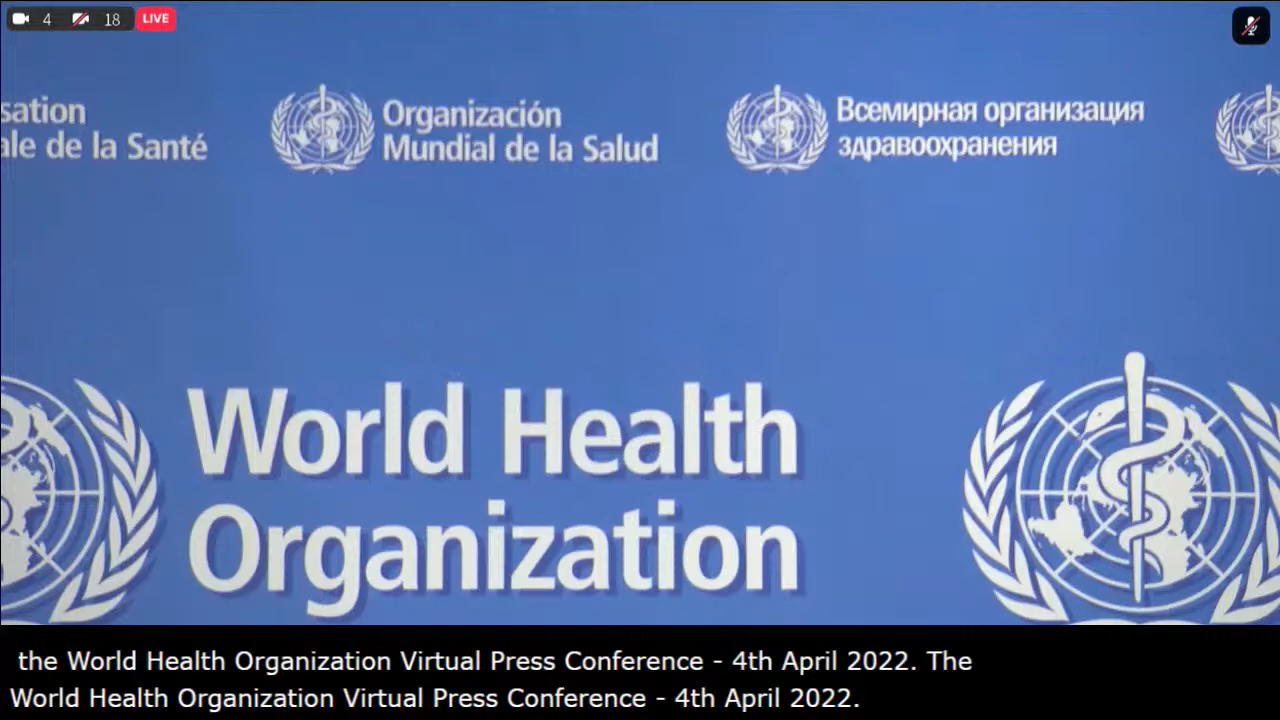 4 18 LIVE
sation
ale de la Santé
Organización
Mundial de la Salud
Всемирная организация
здравоохранения
World Health
Organization
the World Health Organization Virtual Press Conference - 4th April 2022. The
World Health Organization Virtual Press Conference - 4th April 2022.